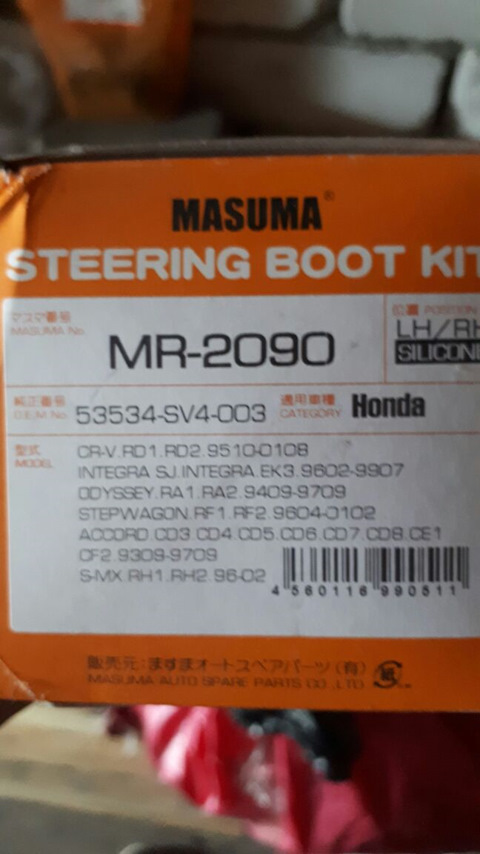 MASUMA®
STEERING BOOT KIT
マスマ番号
MASUMA No.
MR-2090
位置 POSITION
LH/RH
SILICONE
純正番号
O.E.M No.
53534-SV4-003
適用車種
CATEGORY
Honda
型式
MODEL
CR-V.RD1.RD2.9510-0108
INTEGRA SJ.INTEGRA.EK3.9602-9907
ODYSSEY.RA1.RA2.9409-9709
STEPWAGON.RF1.RF2.9604-0102
ACCORD.CD3.CD4.CD5.CD6.CD7.CD8.CE1
CF2.9309-9709
S-MX.RH1.RH2.96-02
4 560116 990511
販売元:ますまオートスペアパーツ(有)
MASUMA AUTO SPARE PARTS CO.,LTD
紙